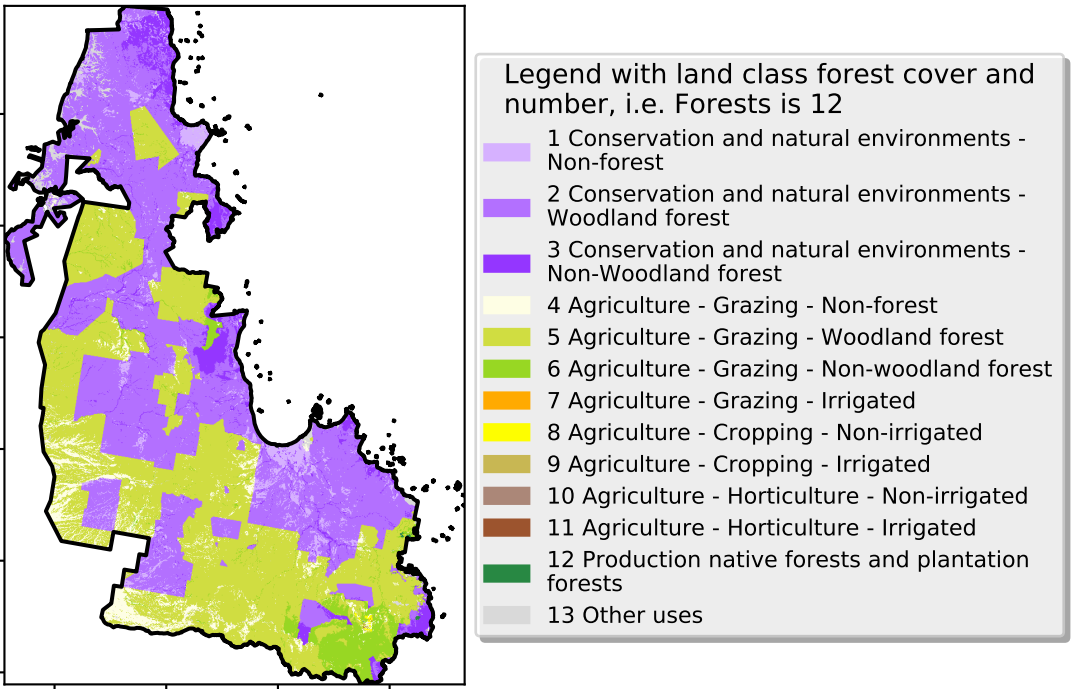 Legend with land class forest cover and
number, i.e. Forests is 12
1 Conservation and natural environments -
Non-forest
2 Conservation and natural environments -
Woodland forest
3 Conservation and natural environments -
Non-Woodland forest
4 Agriculture - Grazing - Non-forest
5 Agriculture - Grazing - Woodland forest
6 Agriculture - Grazing - Non-woodland forest
7 Agriculture - Grazing - Irrigated
8 Agriculture - Cropping - Non-irrigated
9 Agriculture - Cropping - Irrigated
10 Agriculture - Horticulture - Non-irrigated
11 Agriculture - Horticulture - Irrigated
12 Production native forests and plantation
forests
13 Other uses